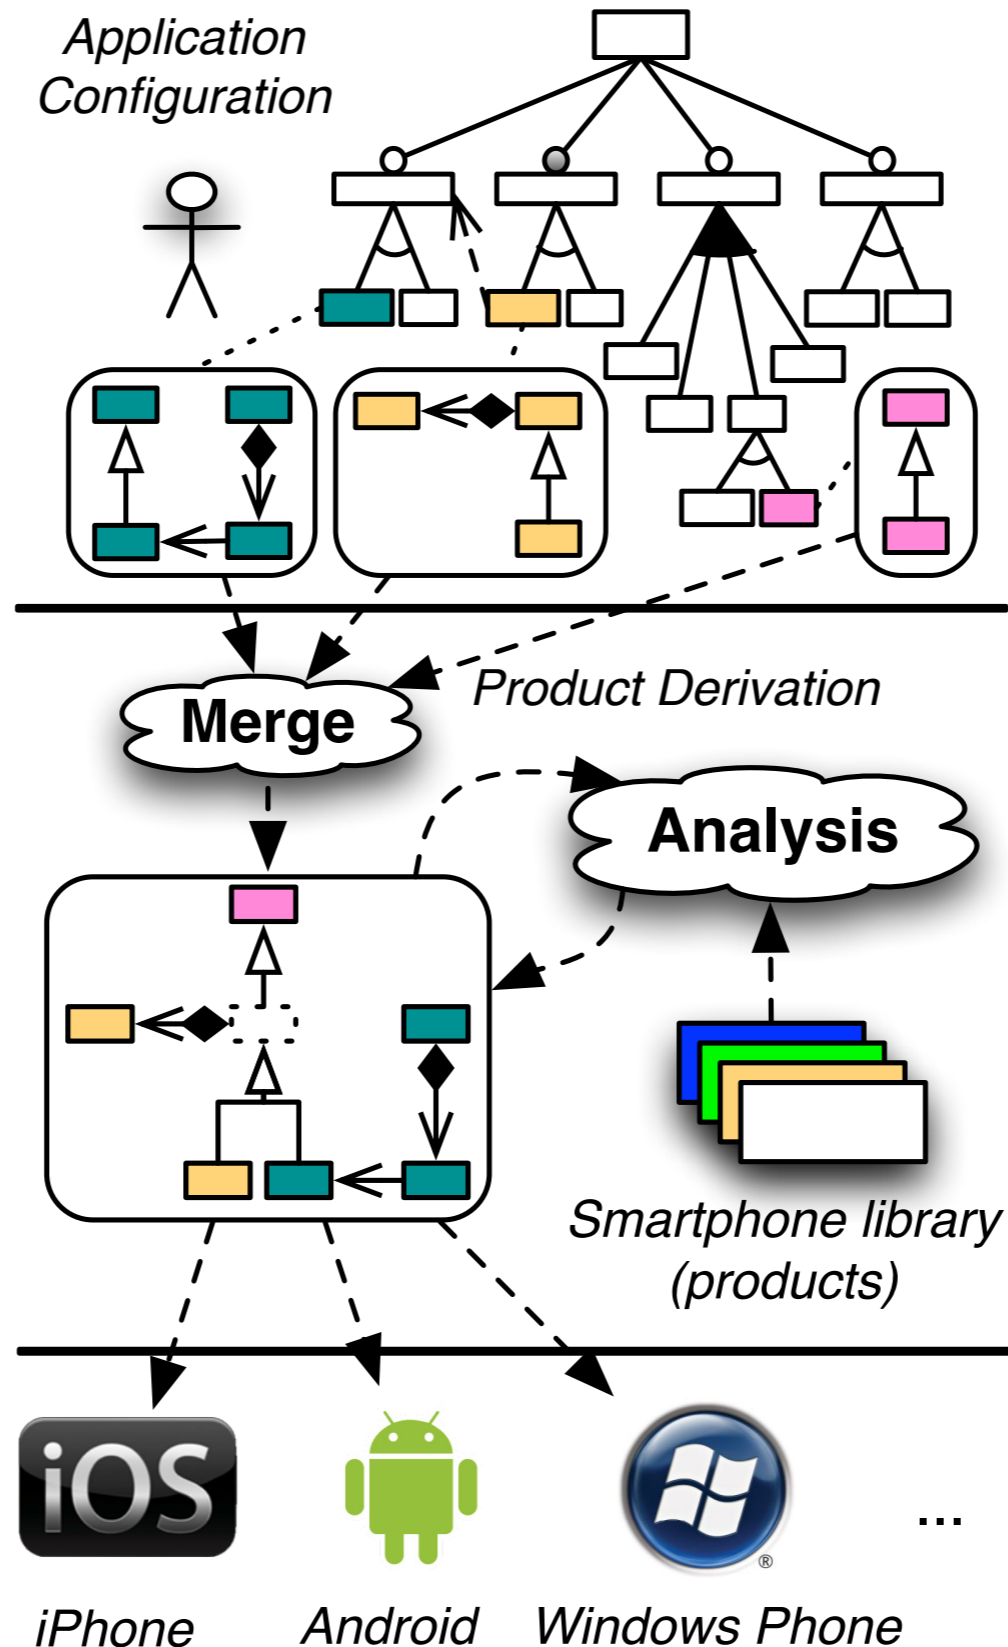 Application
Configuration
Merge
Product Derivation
Analysis
Smartphone library
(products)
iOS
®
...
iPhone
Android
Windows Phone